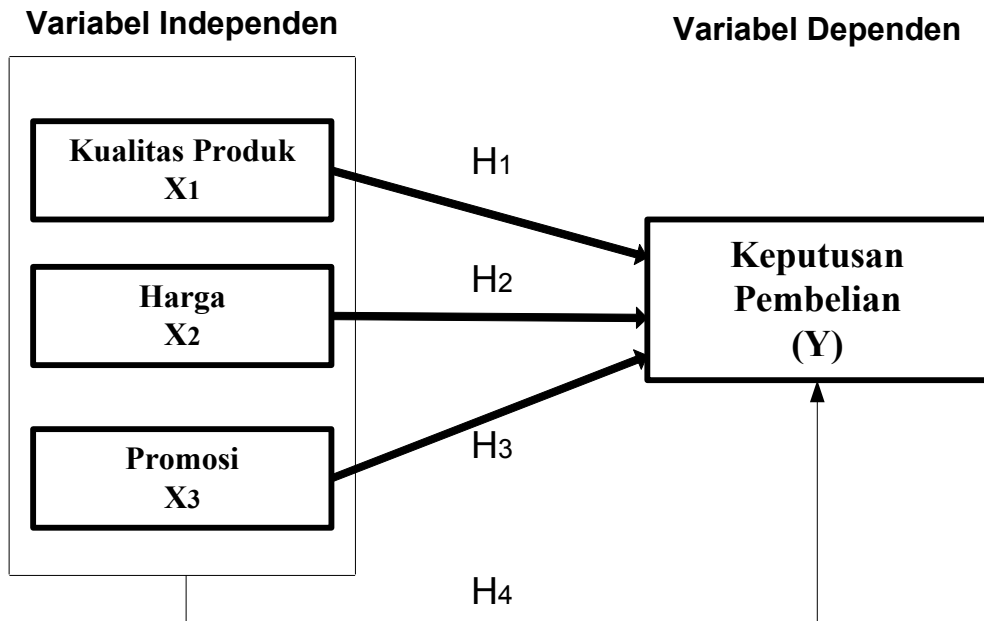 Variabel Independen
Variabel Dependen
Kualitas Produk
X1
H1
Harga
X2
H2
Keputusan
Pembelian
(Y)
Promosi
X3
H3
H4